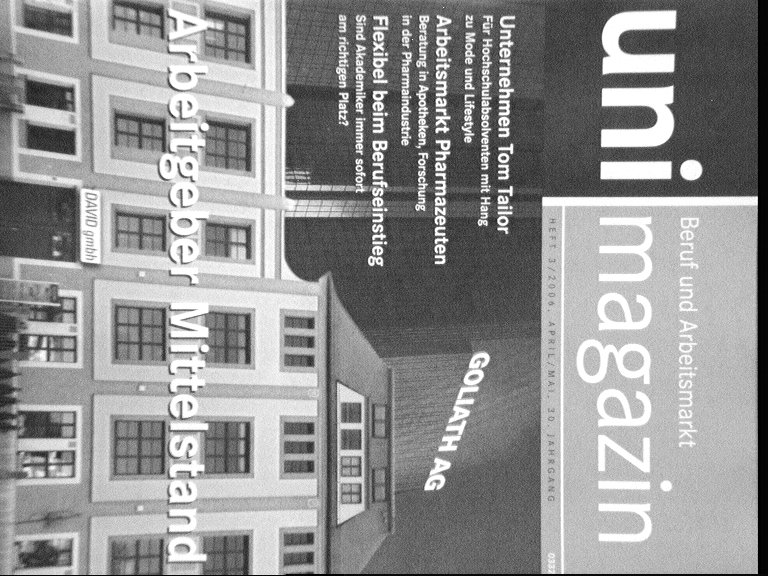 uni magazin
Beruf und Arbeitsmarkt
HEFT 3/2006, APRIL/MAI, 30. JAHRGANG
0332
Unternehmen Tom Tailor
Für Hochschulabsolventen mit Hang
zu Mode und Lifestyle
Arbeitsmarkt Pharmazeuten
Beratung in Apotheken, Forschung
in der Pharmaindustrie
Flexibel beim Berufseinstieg
Sind Akademiker immer sofort
am richtigen Platz?
GOLIATH AG
Arbeitgeber Mittelstand
DAVID gmbh